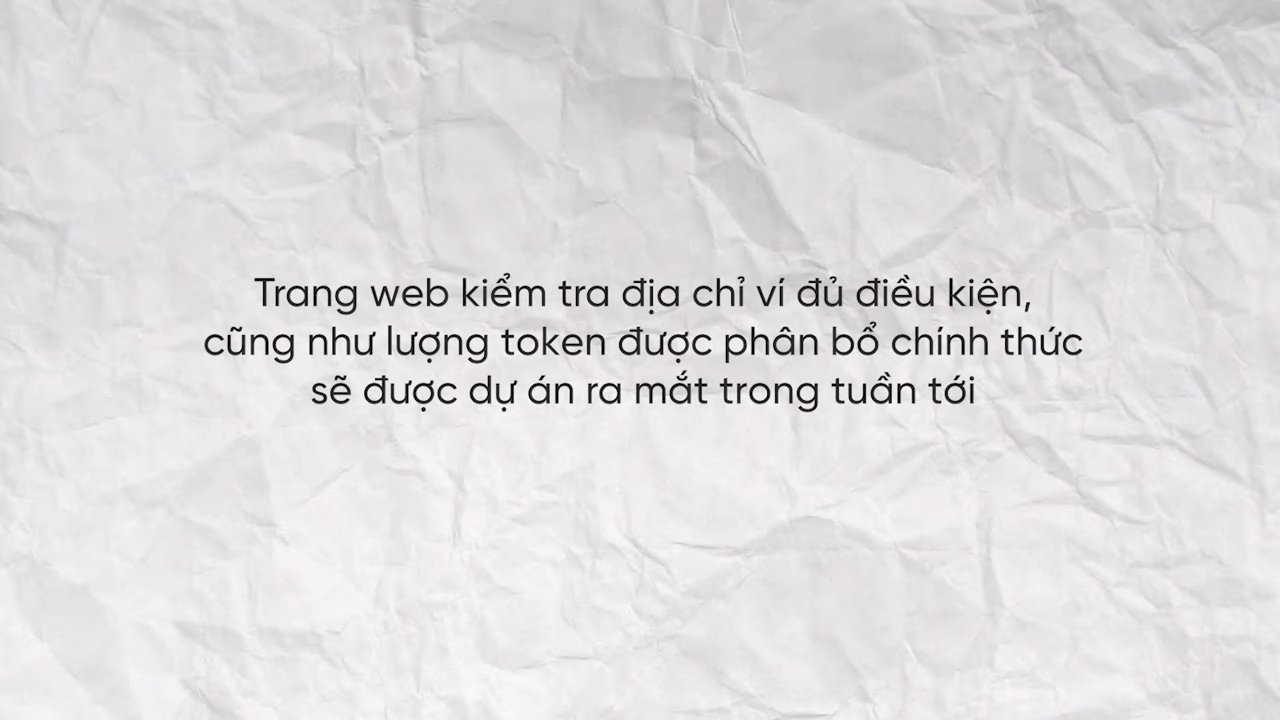 Trang web kiểm tra địa chỉ ví đủ điều kiện,
cũng như lượng token được phân bổ chính thức
sẽ được dự án ra mắt trong tuần tới